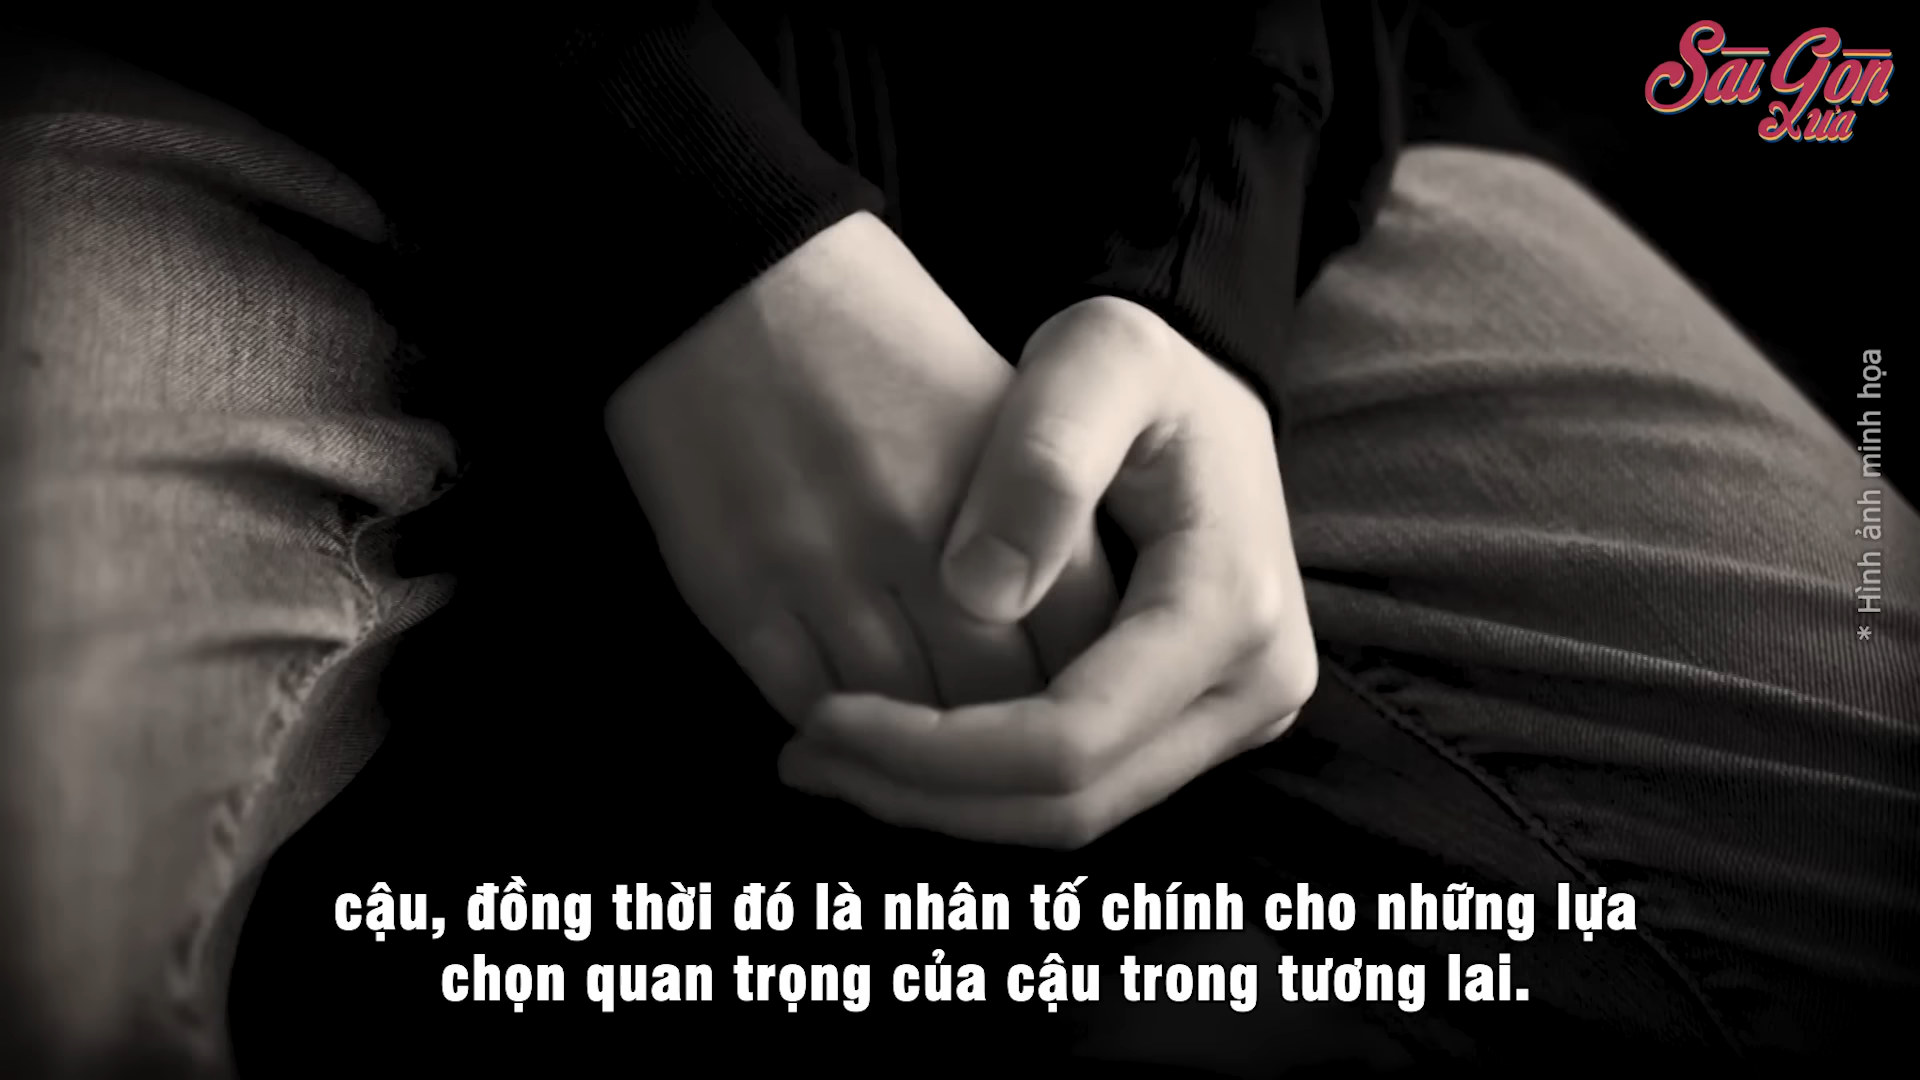 Sài Gòn
xưa
* Hình ảnh minh họa
cậu, đồng thời đó là nhân tố chính cho những lựa
chọn quan trọng của cậu trong tương lai.